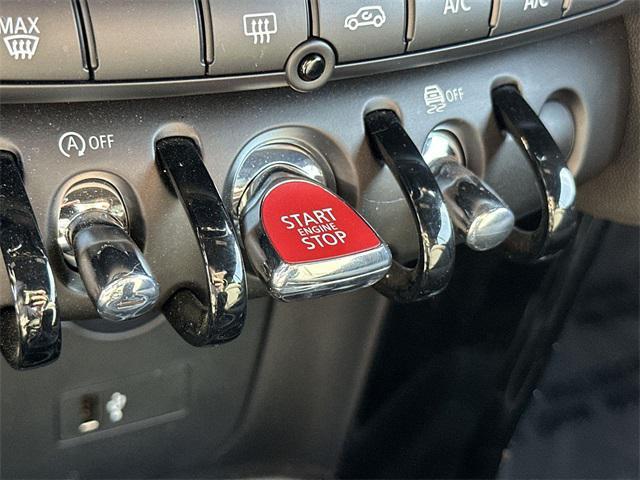 MAX
A/C
A/C
A OFF
OFF
START
ENGINE
STOP